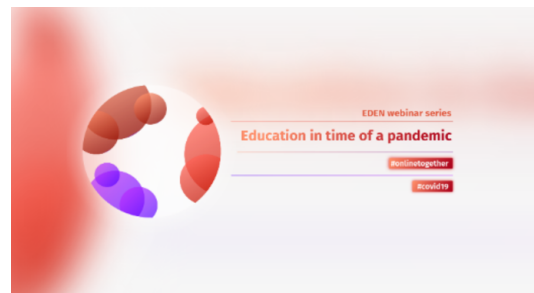 EDEN webinar series
Education in time of a pandemic
#onlinetogether
#covid19